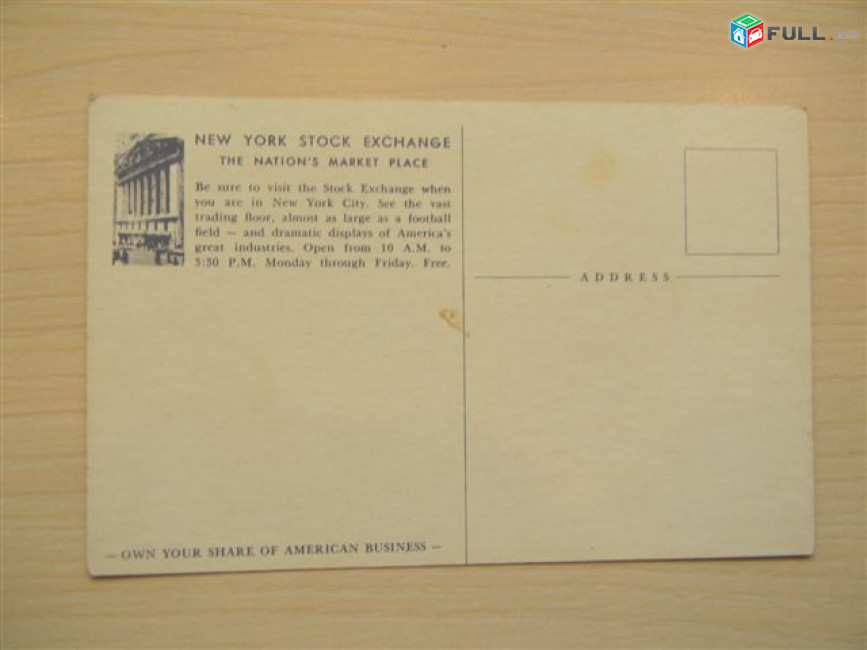 FULL
NEW YORK STOCK EXCHANGE
THE NATION'S MARKET PLACE
Be sure to visit the Stock Exchange when
you are in New York City. See the vast
trading floor, almost as large as a football
field — and dramatic displays of America's
great industries. Open from 10 A.M. to
3:30 P.M. Monday through Friday. Free.
ADDRESS
— OWN YOUR SHARE OF AMERICAN BUSINESS —